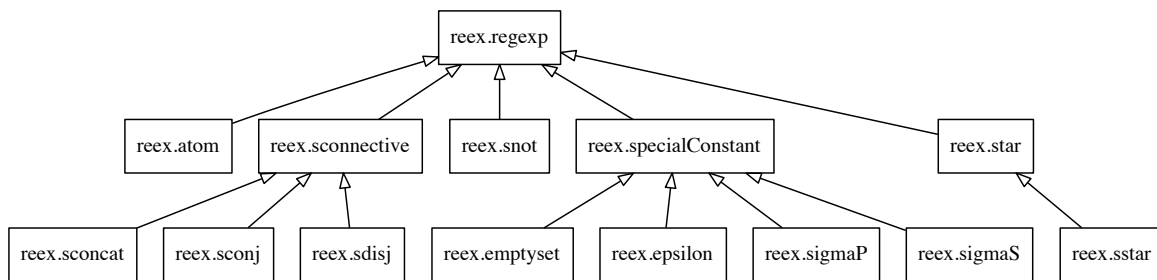 reex.regexp
reex.atom
reex.sconnective
reex.snot
reex.specialConstant
reex.star
reex.sconcat
reex.sconj
reex.sdisj
reex.emptyset
reex.epsilon
reex.sigmaP
reex.sigmaS
reex.sstar